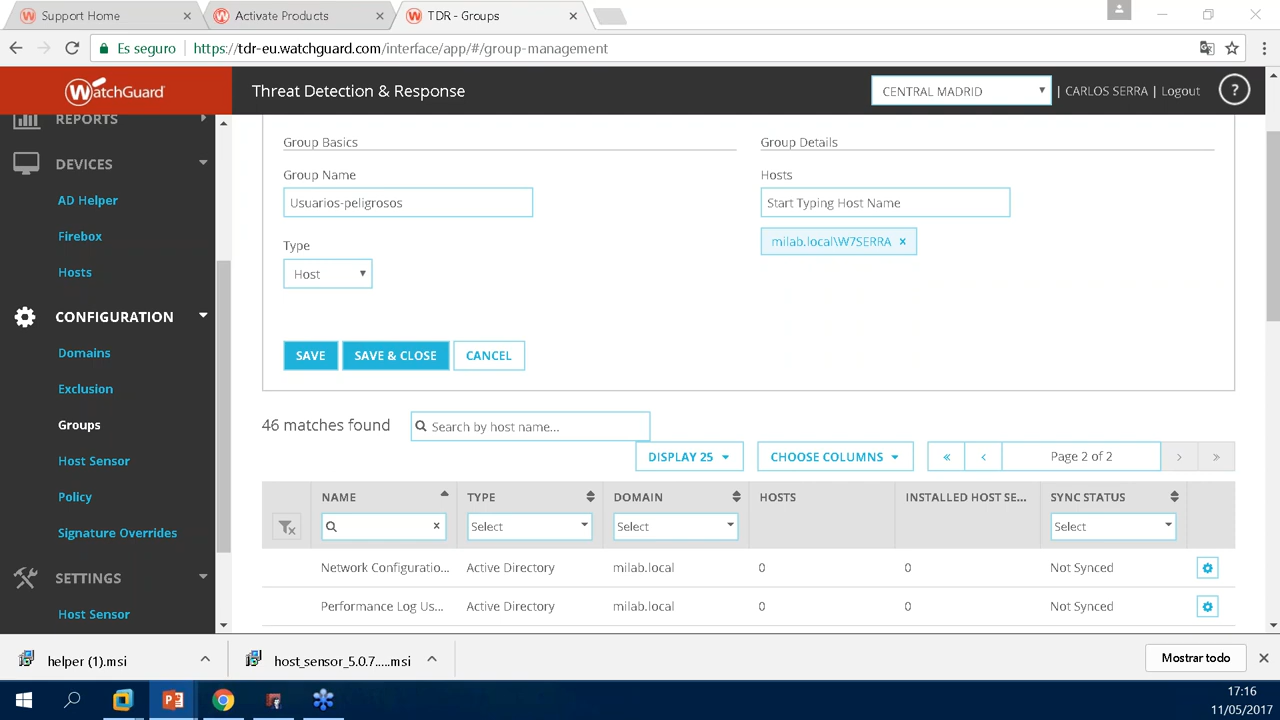 Support Home
Activate Products
TDR - Groups
Es seguro
https://tdr-eu.watchguard.com/interface/app/#/group-management
WatchGuard
Threat Detection & Response
CENTRAL MADRID
| CARLOS SERRA | Logout
?
REPORTS
DEVICES
AD Helper
Firebox
Hosts
CONFIGURATION
Domains
Exclusion
Groups
Host Sensor
Policy
Signature Overrides
SETTINGS
Host Sensor
Group Basics
Group Name
Usuarios-peligrosos
Type
Host
Group Details
Hosts
Start Typing Host Name
milab.local\W7SERRA ×
SAVE
SAVE & CLOSE
CANCEL
46 matches found
Search by host name...
DISPLAY 25
CHOOSE COLUMNS
« ‹ Page 2 of 2 › »
NAME TYPE DOMAIN HOSTS INSTALLED HOST SE... SYNC STATUS
× Select Select Select
Network Configuratio... Active Directory milab.local 0 0 Not Synced
Performance Log Us... Active Directory milab.local 0 0 Not Synced
helper (1).msi
host_sensor_5.0.7.....msi
Mostrar todo
17:16
11/05/2017